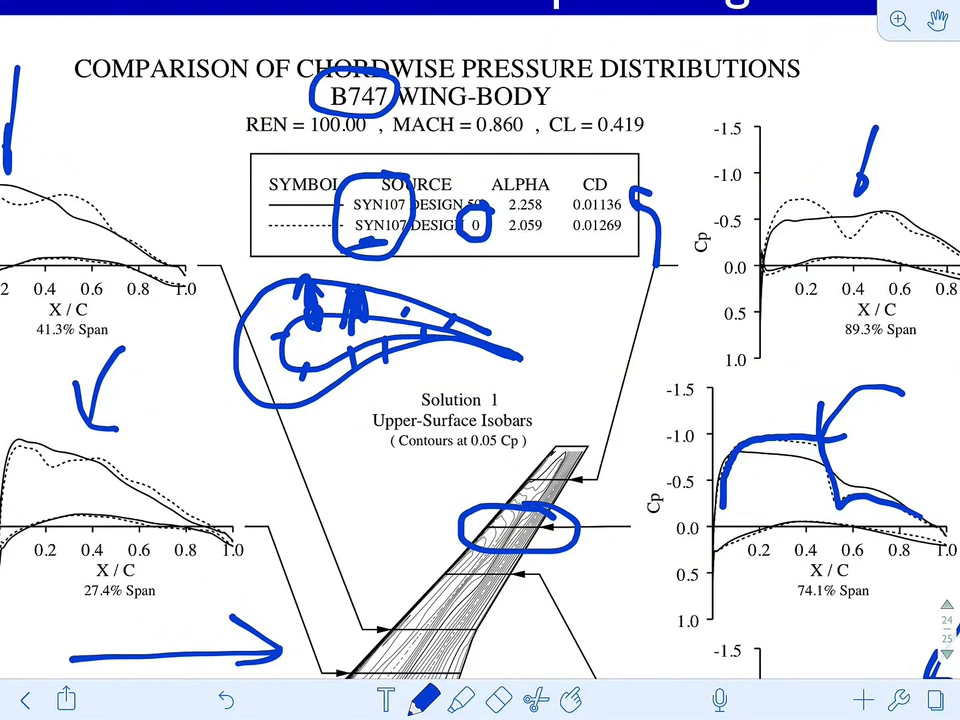 COMPARISON OF CHORDWISE PRESSURE DISTRIBUTIONS
B747 WING-BODY
REN = 100.00 , MACH = 0.860 , CL = 0.419
SYMBOL SOURCE ALPHA CD
SYN107 DESIGN 50 2.258 0.01136
SYN107 DESIGN 0 2.059 0.01269
2 0.4 0.6 0.8 1.0
X / C
41.3% Span
-1.5
-1.0
-0.5
Cp
0.0
0.2 0.4 0.6 0.8
0.5
X / C
89.3% Span
1.0
Solution 1
Upper-Surface Isobars
( Contours at 0.05 Cp )
0.2 0.4 0.6 0.8 1.0
X / C
27.4% Span
-1.5
-1.0
-0.5
Cp
0.0
0.2 0.4 0.6 0.8 1.0
0.5
X / C
74.1% Span
1.0
-1.5
24
25
T